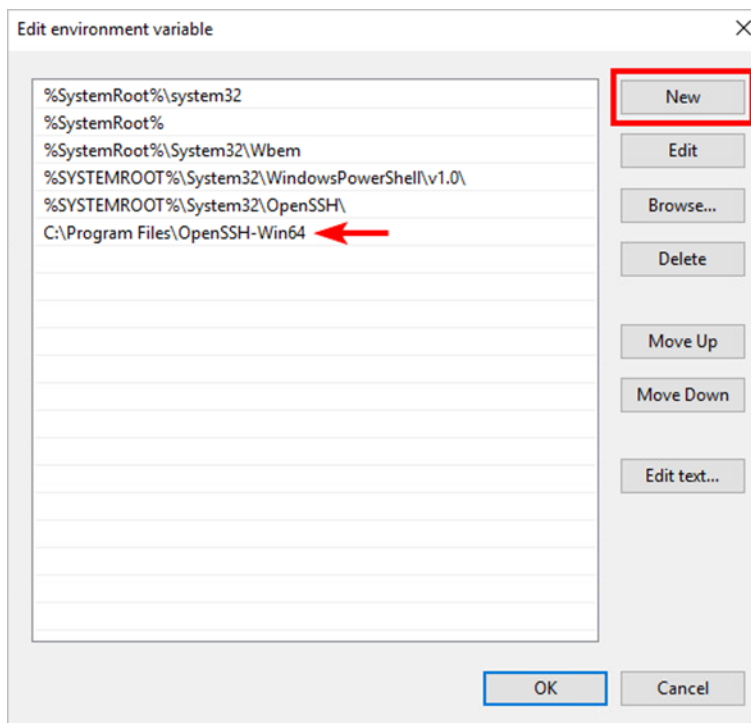 Edit environment variable
%SystemRoot%\system32
%SystemRoot%
%SystemRoot%\System32\Wbem
%SYSTEMROOT%\System32\WindowsPowerShell\v1.0\
%SYSTEMROOT%\System32\OpenSSH\
C:\Program Files\OpenSSH-Win64
New
Edit
Browse...
Delete
Move Up
Move Down
Edit text...
OK
Cancel